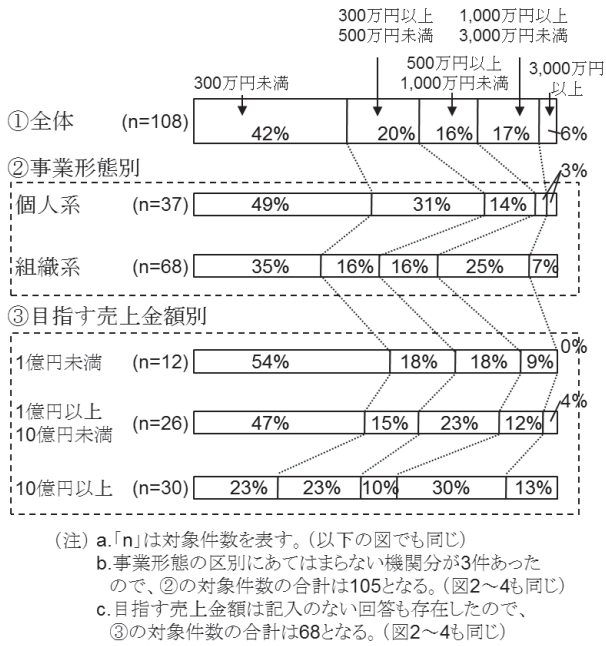 300万円以上
500万円未満
1,000万円以上
3,000万円未満
500万円以上
1,000万円未満
3,000万円
以上
300万円未満
①全体 (n=108) 42% 20% 16% 17% 6%
②事業形態別
3%
個人系 (n=37) 49% 31% 14%
組織系 (n=68) 35% 16% 16% 25% 7%
③目指す売上金額別
0%
1億円未満 (n=12) 54% 18% 18% 9%
4%
1億円以上
10億円未満 (n=26) 47% 15% 23% 12%
10億円以上 (n=30) 23% 23% 10% 30% 13%
(注) a.「n」は対象件数を表す。(以下の図でも同じ)
b.事業形態の区別にあてはまらない機関分が3件あった
ので、②の対象件数の合計は105となる。(図2～4も同じ)
c.目指す売上金額は記入のない回答も存在したので、
③の対象件数の合計は68となる。(図2～4も同じ)